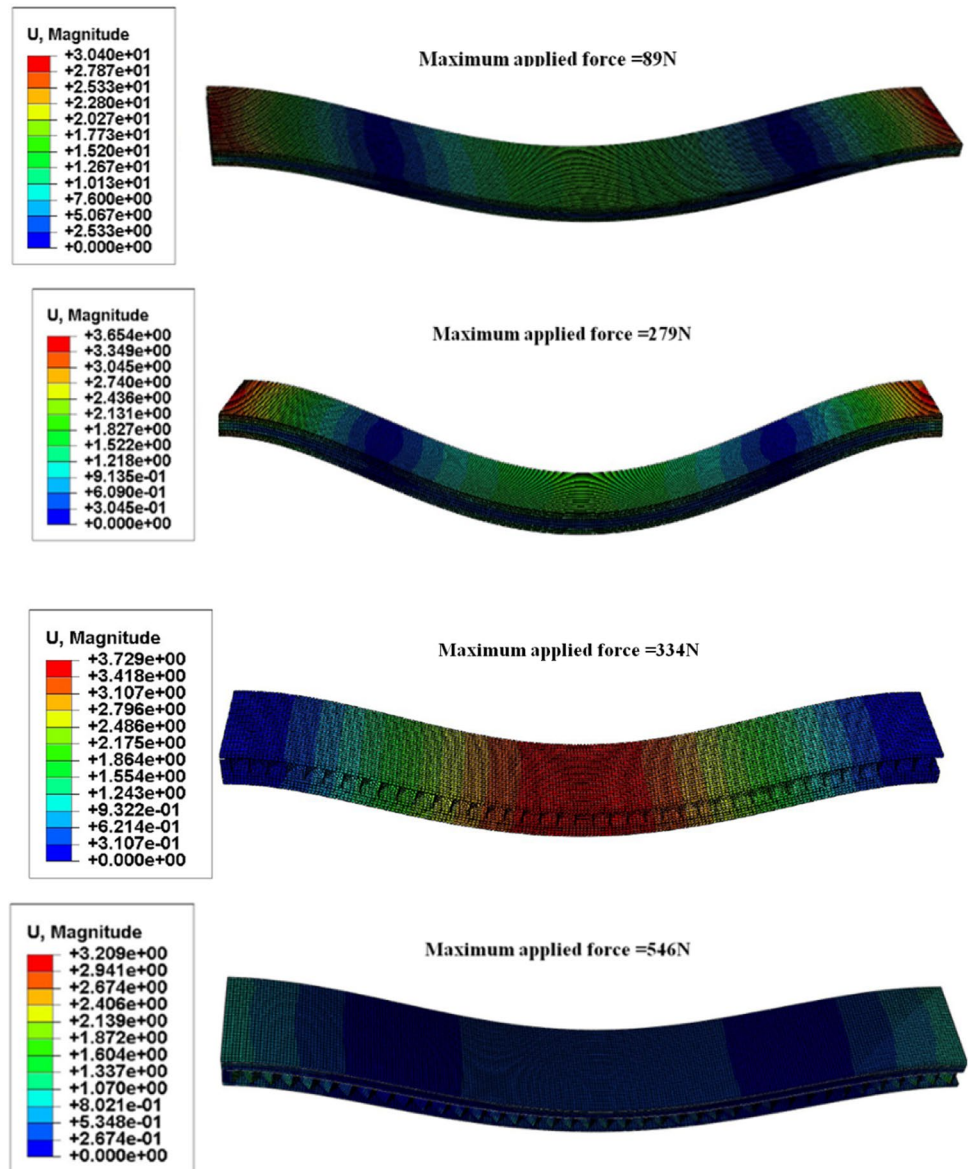 U, Magnitude
+3.040e+01
+2.787e+01
+2.533e+01
+2.280e+01
+2.027e+01
+1.773e+01
+1.520e+01
+1.267e+01
+1.013e+01
+7.600e+00
+5.067e+00
+2.533e+00
+0.000e+00
Maximum applied force =89N
U, Magnitude
+3.654e+00
+3.349e+00
+3.045e+00
+2.740e+00
+2.436e+00
+2.131e+00
+1.827e+00
+1.522e+00
+1.218e+00
+9.135e-01
+6.090e-01
+3.045e-01
+0.000e+00
Maximum applied force =279N
U, Magnitude
+3.729e+00
+3.418e+00
+3.107e+00
+2.796e+00
+2.486e+00
+2.175e+00
+1.864e+00
+1.554e+00
+1.243e+00
+9.322e-01
+6.214e-01
+3.107e-01
+0.000e+00
Maximum applied force =334N
U, Magnitude
+3.209e+00
+2.941e+00
+2.674e+00
+2.406e+00
+2.139e+00
+1.872e+00
+1.604e+00
+1.337e+00
+1.070e+00
+8.021e-01
+5.348e-01
+2.674e-01
+0.000e+00
Maximum applied force =546N